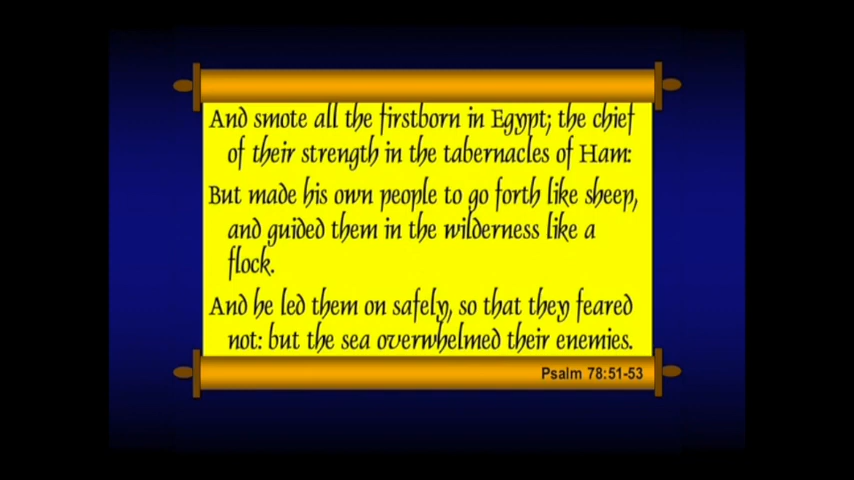 And smote all the firstborn in Egypt; the chief
of their strength in the tabernacles of Ham:
But made his own people to go forth like sheep,
and guided them in the wilderness like a
flock.
And he led them on safely, so that they feared
not: but the sea overwhelmed their enemies.
Psalm 78:51-53